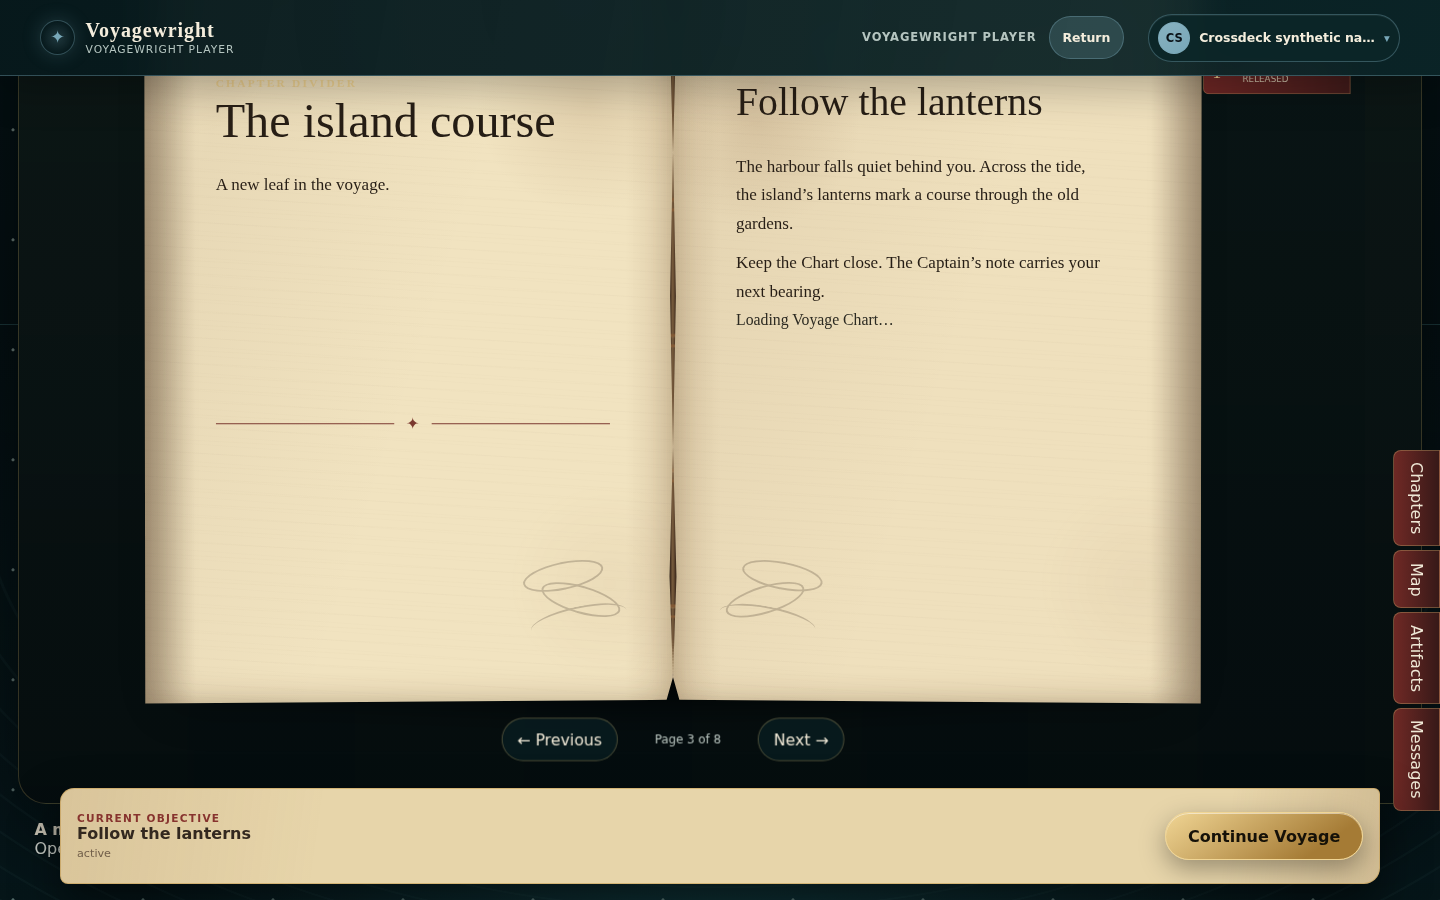 Voyagewright
VOYAGEWRIGHT PLAYER
VOYAGEWRIGHT PLAYER
Return
CS
Crossdeck synthetic na…
RELEASED
CHAPTER DIVIDER
The island course
A new leaf in the voyage.
Follow the lanterns
The harbour falls quiet behind you. Across the tide,
the island’s lanterns mark a course through the old
gardens.
Keep the Chart close. The Captain’s note carries your
next bearing.
Loading Voyage Chart…
Chapters
Map
Artifacts
Messages
← Previous
Page 3 of 8
Next →
CURRENT OBJECTIVE
Follow the lanterns
active
Continue Voyage